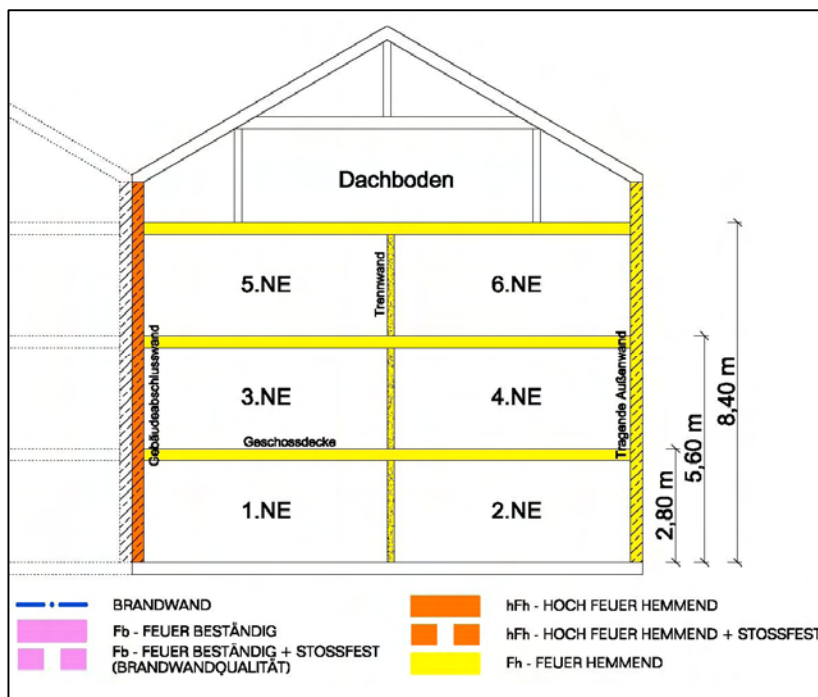 Dachboden
5.NE
Trennwand
6.NE
3.NE
4.NE
Gebäudeabschlusswand
Tragende Außenwand
Geschossdecke
1.NE
2.NE
2,80 m
5,60 m
8,40 m
BRANDWAND
Fb - FEUER BESTÄNDIG
Fb - FEUER BESTÄNDIG + STOSSFEST
(BRANDWANDQUALITÄT)
hFh - HOCH FEUER HEMMEND
hFh - HOCH FEUER HEMMEND + STOSSFEST
Fh - FEUER HEMMEND